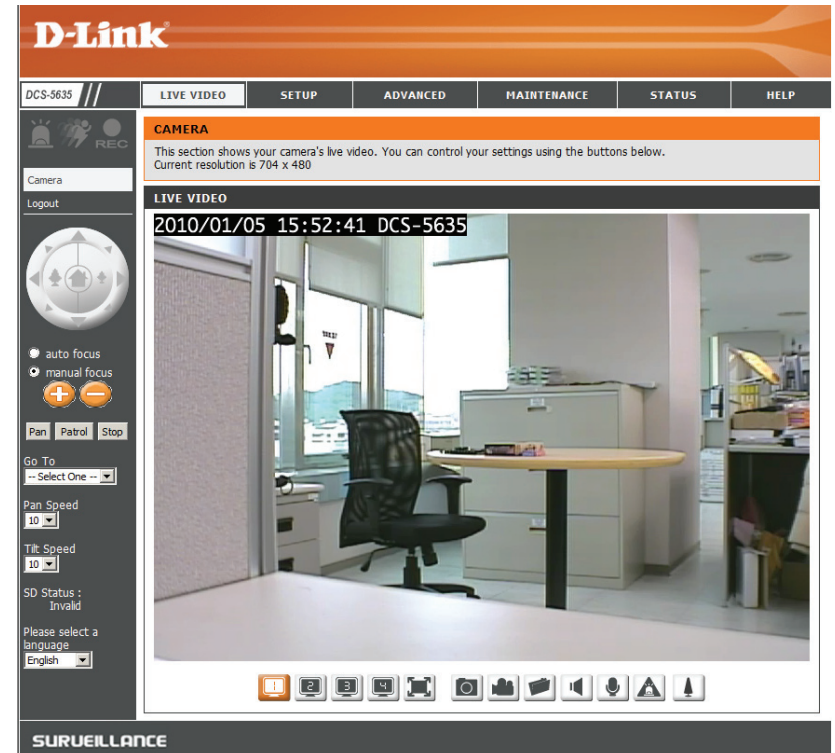 D-Link
DCS-5635
LIVE VIDEO SETUP ADVANCED MAINTENANCE STATUS HELP
REC
Camera
Logout
auto focus
manual focus
Pan Patrol Stop
Go To
-- Select One --
Pan Speed
10
Tilt Speed
10
SD Status :
Invalid
Please select a
language
English
CAMERA
This section shows your camera's live video. You can control your settings using the buttons below.
Current resolution is 704 x 480
LIVE VIDEO
2010/01/05 15:52:41 DCS-5635
1 2 3 4
SURVEILLANCE